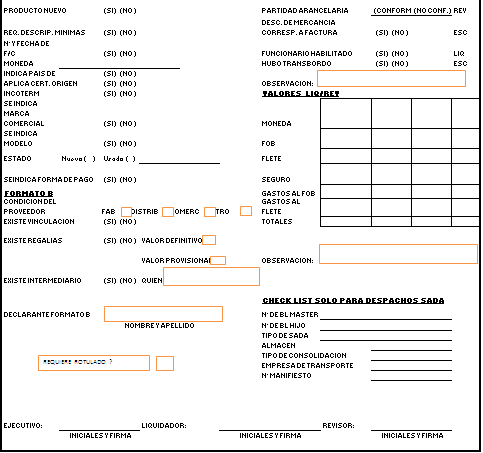 PRODUCTO NUEVO (SI) (NO) PARTIDAD ARANCELARIA (CONFORM (NO CONF.) REV
DESC. DE MERCANCIA
REQ. DESCRIP. MINIMAS (SI) (NO) CORRESP. A FACTURA (SI) (NO) ESC
Nº Y FECHA DE
F/C (SI) (NO) FUNCIONARIO HABILITADO (SI) (NO) LIQ
MONEDA HUBO TRANSBORDO (SI) (NO) ESC
INDICA PAIS DE (SI) (NO)
APLICA CERT. ORIGEN (SI) (NO) OBSERVACION:
INCOTERM (SI) (NO) VALORES LIQ/REV
SE INDICA
MARCA
COMERCIAL (SI) (NO) MONEDA
SE INDICA
MODELO (SI) (NO) FOB
ESTADO Nueva ( ) Usada ( ) FLETE
SE INDICA FORMA DE PAGO (SI) (NO) SEGURO
FORMATO B GASTOS AL FOB
CONDICION DEL GASTOS AL
PROVEEDOR FAB DISTRIB OMERC TRO FLETE
EXISTE VINCULACION (SI) (NO) TOTALES
EXISTE REGALIAS (SI) (NO) VALOR DEFINITIVO
VALOR PROVISIONAL OBSERVACION:
EXISTE INTERMEDIARIO (SI) (NO) QUIEN
CHECK LIST SOLO PARA DESPACHOS SADA
DECLARANTE FORMATO B Nº DE BL MASTER
NOMBRE Y APELLIDO Nº DE BL HIJO
TIPO DE SADA
ALMACEN
TIPO DE CONSOLIDACION
REQUIERE ROTULADO ? EMPRESA DE TRANSPORTE
Nº MANIFIESTO
EJECUTIVO: LIQUIDADOR: REVISOR:
INICIALES Y FIRMA INICIALES Y FIRMA INICIALES Y FIRMA